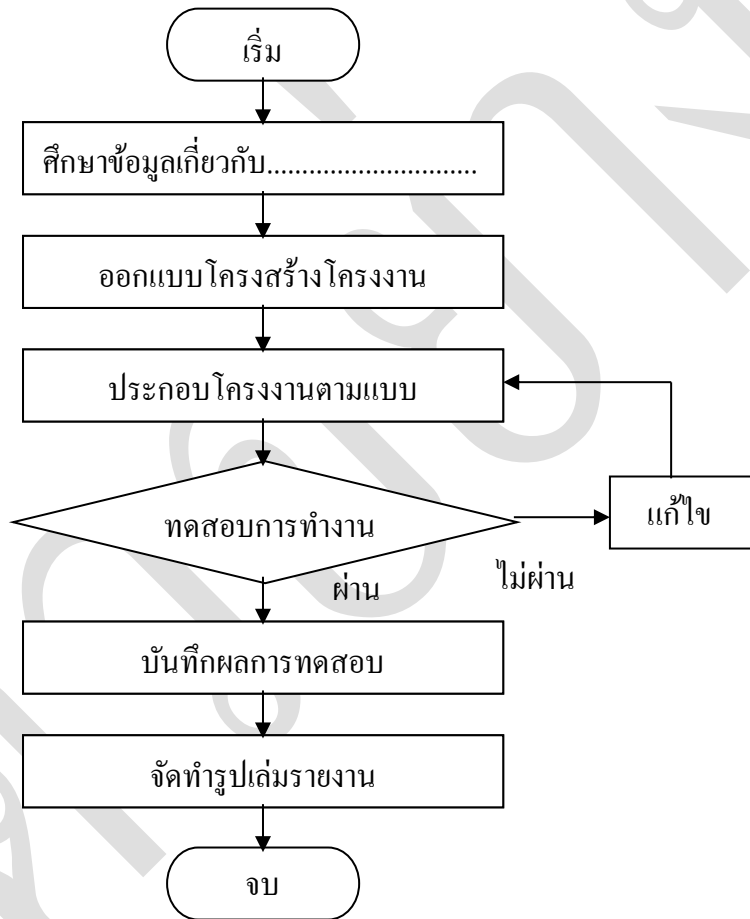 เริ่ม
ศึกษาข้อมูลเกี่ยวกับ..............................
ออกแบบโครงสร้างโครงงาน
ประกอบโครงงานตามแบบ
ทดสอบการทำงาน
แก้ไข
ผ่าน
ไม่ผ่าน
บันทึกผลการทดสอบ
จัดทำรูปเล่มรายงาน
จบ